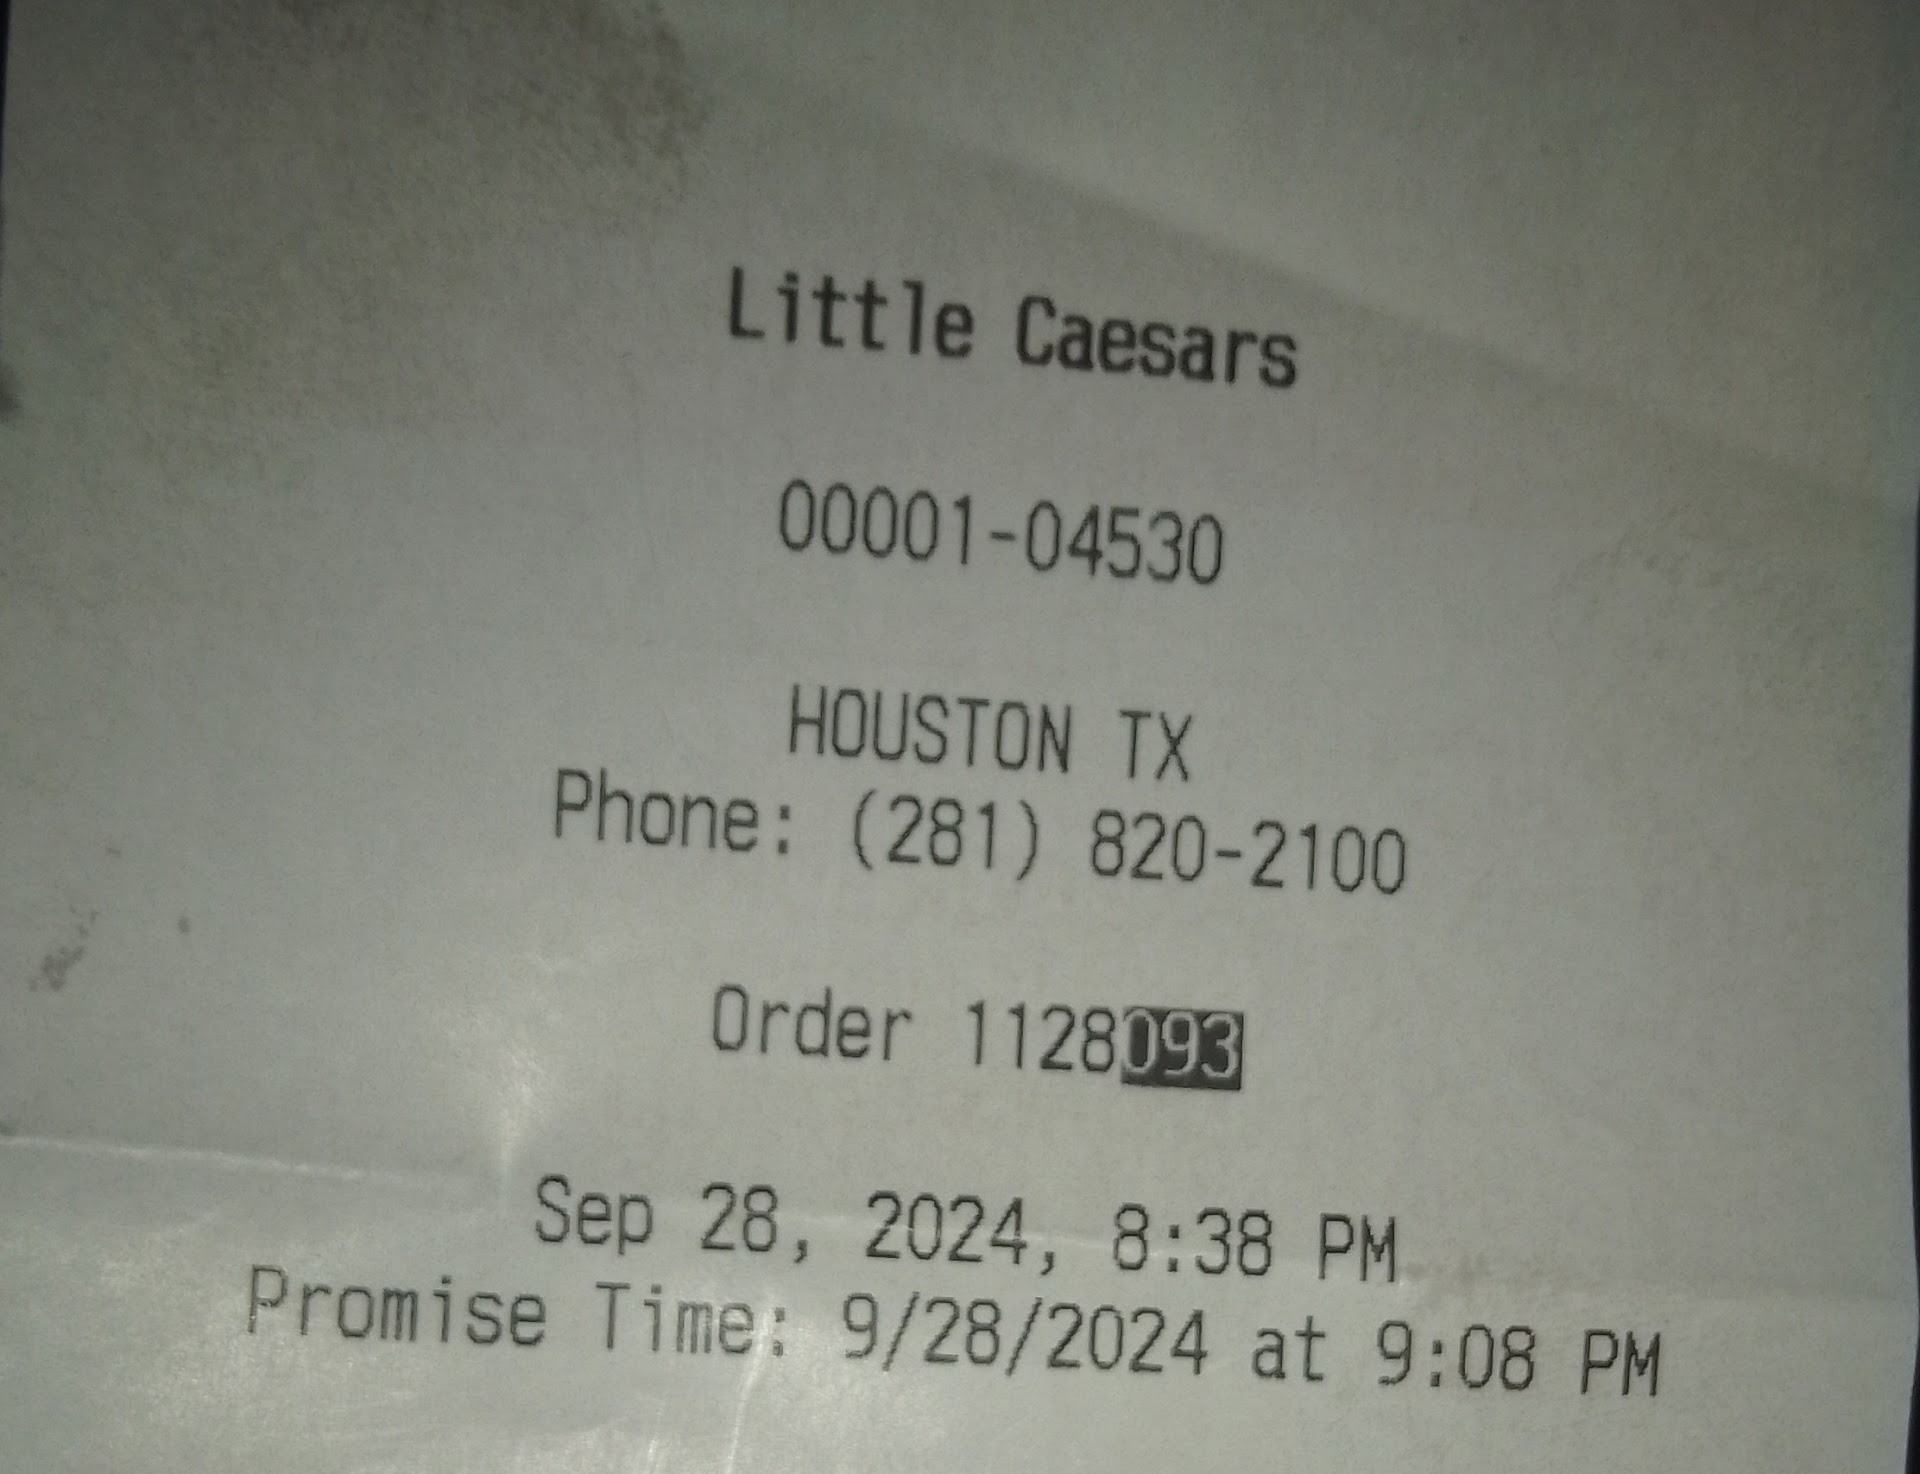 Little Caesars
00001-04530
HOUSTON TX
Phone: (281) 820-2100
Order 1128093
Sep 28, 2024, 8:38 PM
Promise Time: 9/28/2024 at 9:08 PM